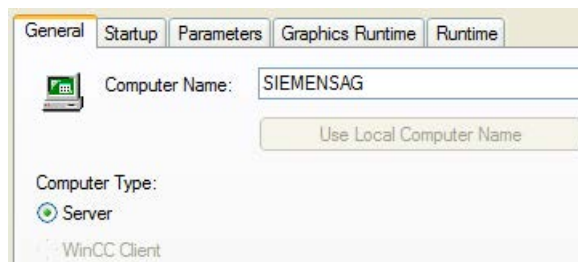 General Startup Parameters Graphics Runtime Runtime
Computer Name: SIEMENSAG
Use Local Computer Name
Computer Type:
Server
WinCC Client